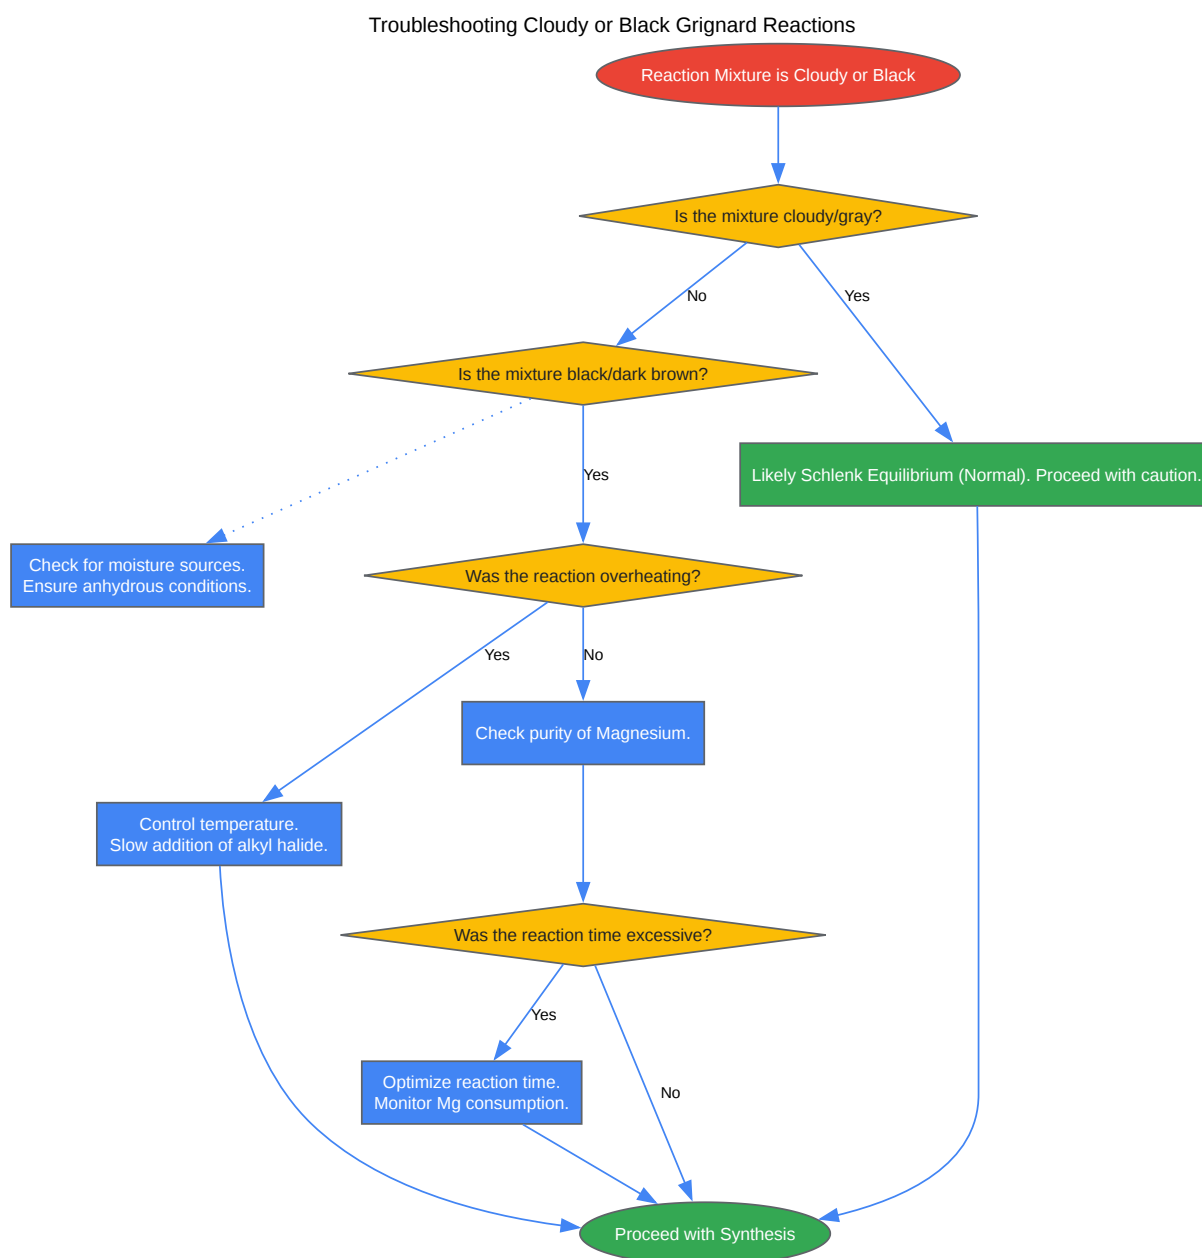 Troubleshooting Cloudy or Black Grignard Reactions
Reaction Mixture is Cloudy or Black
Is the mixture cloudy/gray?
No
Yes
Is the mixture black/dark brown?
Yes
Likely Schlenk Equilibrium (Normal). Proceed with caution.
Check for moisture sources.
Ensure anhydrous conditions.
Was the reaction overheating?
Yes
No
Check purity of Magnesium.
Control temperature.
Slow addition of alkyl halide.
Was the reaction time excessive?
Yes
Optimize reaction time.
Monitor Mg consumption.
No
Proceed with Synthesis